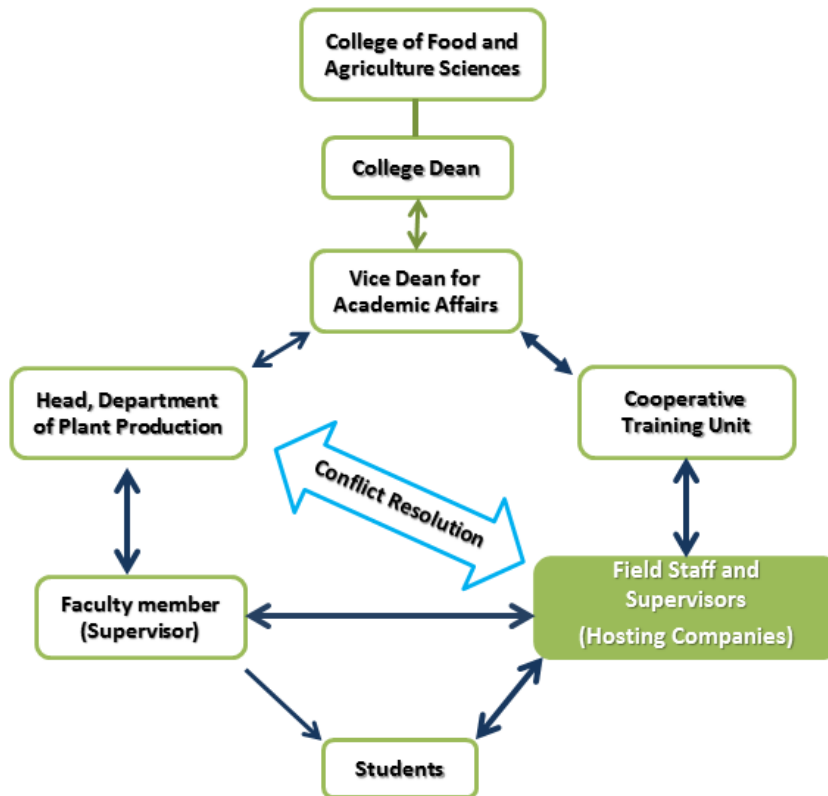 College of Food and
Agriculture Sciences
College Dean
Vice Dean for
Academic Affairs
Head, Department
of Plant Production
Cooperative
Training Unit
Conflict Resolution
Faculty member
(Supervisor)
Field Staff and
Supervisors
(Hosting Companies)
Students